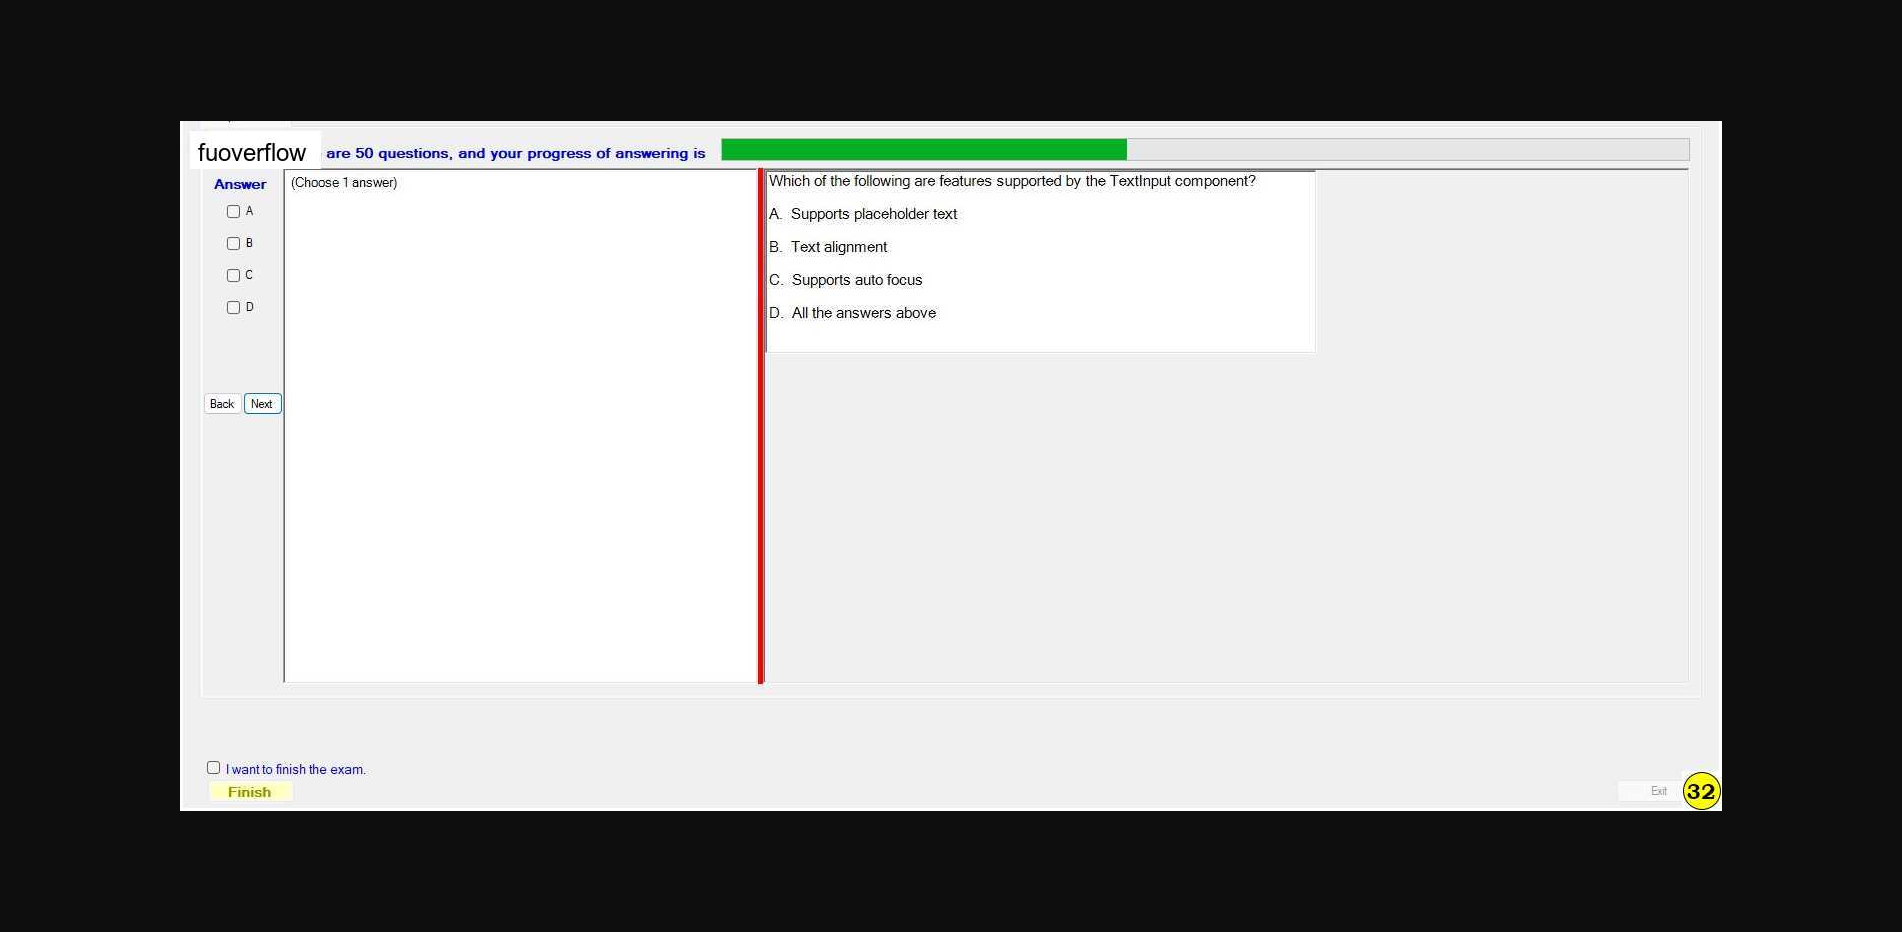 fuoverflow are 50 questions, and your progress of answering is
Answer
A
B
C
D
Back Next
(Choose 1 answer)
Which of the following are features supported by the TextInput component?
A. Supports placeholder text
B. Text alignment
C. Supports auto focus
D. All the answers above
I want to finish the exam.
Finish
Exit
32